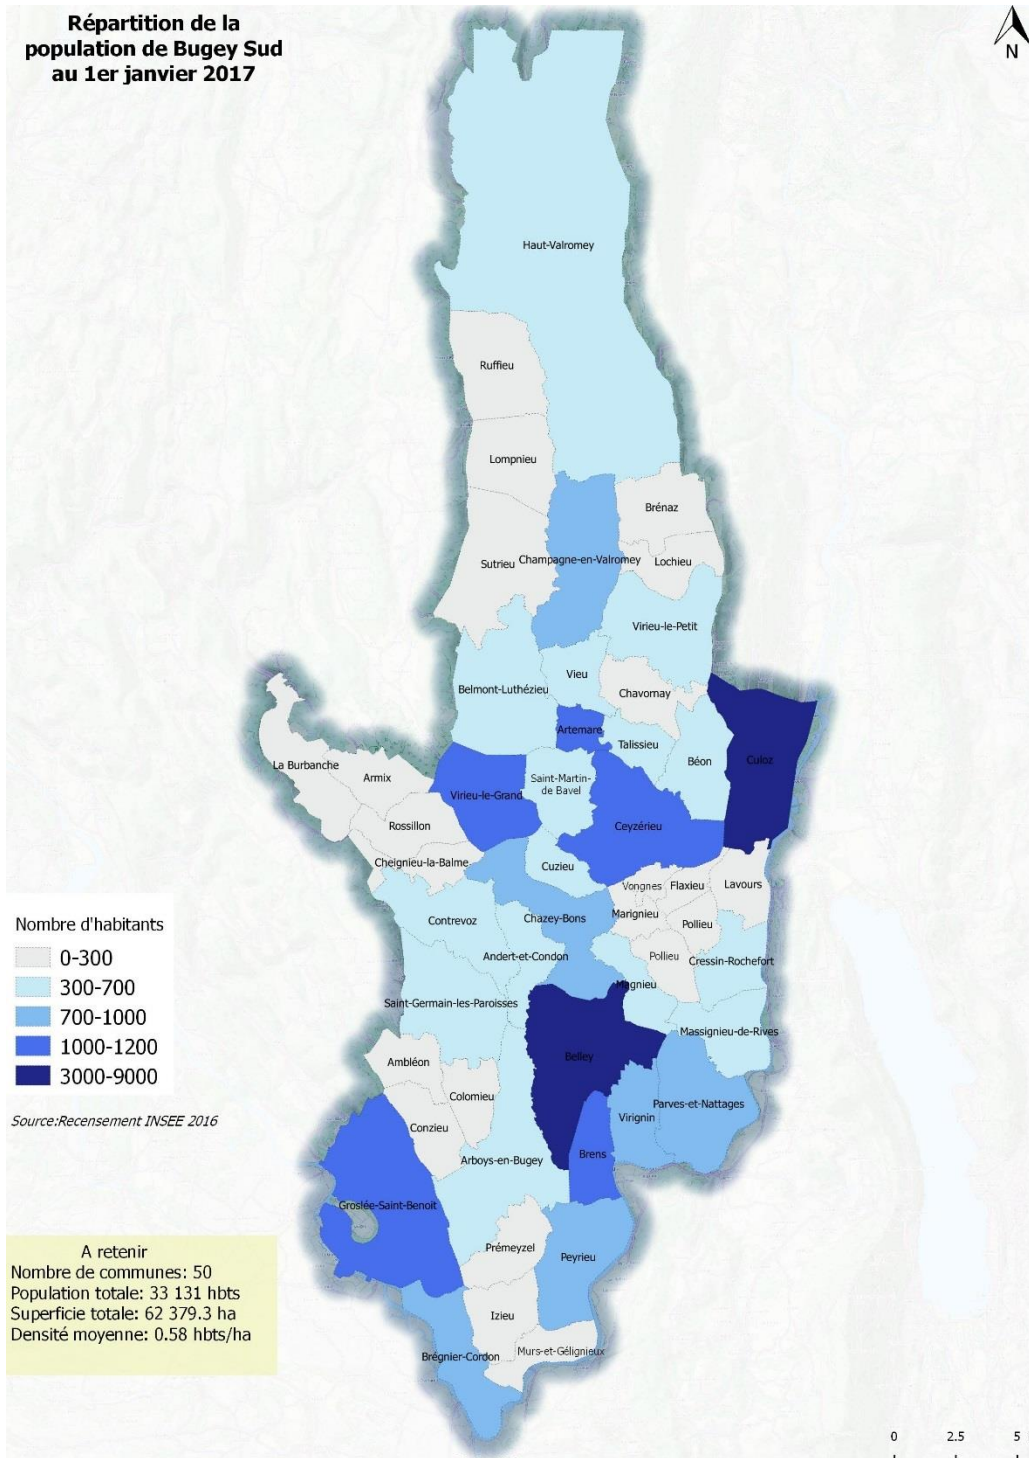 Répartition de la
population de Bugey Sud
au 1er janvier 2017
N
Haut-Valromey
Ruffieu
Lompnieu
Brénaz
Sutrieu
Champagne-en-Valromey
Lochieu
Virieu-le-Petit
Vieu
Belmont-Luthézieu
Chavornay
Artemare
Talissieu
Béon
Culoz
La Burbanche
Armix
Saint-Martin-
de Bavel
Virieu-le-Grand
Rossillon
Ceyzérieu
Cheignieu-la-Balme
Cuzieu
Vongnes
Flaxieu
Lavours
Contrevoz
Chazey-Bons
Marignieu
Pollieu
Andert-et-Condon
Pollieu
Cressin-Rochefort
Magnieu
Saint-Germain-les-Paroisses
Massignieu-de-Rives
Belley
Ambléon
Colomieu
Parves-et-Nattages
Virignin
Conzieu
Arboys-en-Bugey
Brens
Groslée-Saint-Benoit
Prémeyzel
Peyrieu
Izieu
Murs-et-Gélignieux
Brégnier-Cordon
Nombre d'habitants
0-300
300-700
700-1000
1000-1200
3000-9000
Source:Recensement INSEE 2016
A retenir
Nombre de communes: 50
Population totale: 33 131 hbts
Superficie totale: 62 379.3 ha
Densité moyenne: 0.58 hbts/ha
0 2.5 5